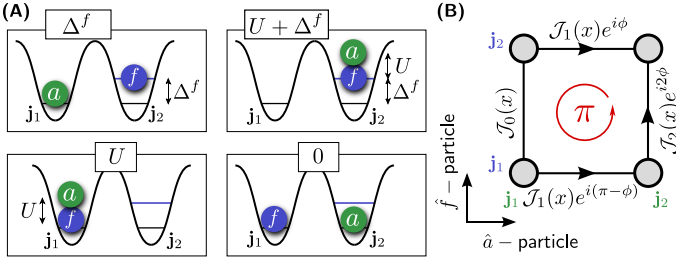 (A)
Δ^f
U + Δ^f
a
f
j₁
j₂
Δ^f
a
f
U
Δ^f
j₁
j₂
U
0
U
a
f
j₁
j₂
f
a
j₁
j₂
(B)
j₂
𝒥₁(x)e^{iϕ}
𝒥₀(x)
π
𝒥₂(x)e^{i2ϕ}
j₁
j₁
𝒥₁(x)e^{i(π−ϕ)}
j₂
f̂ − particle
â − particle